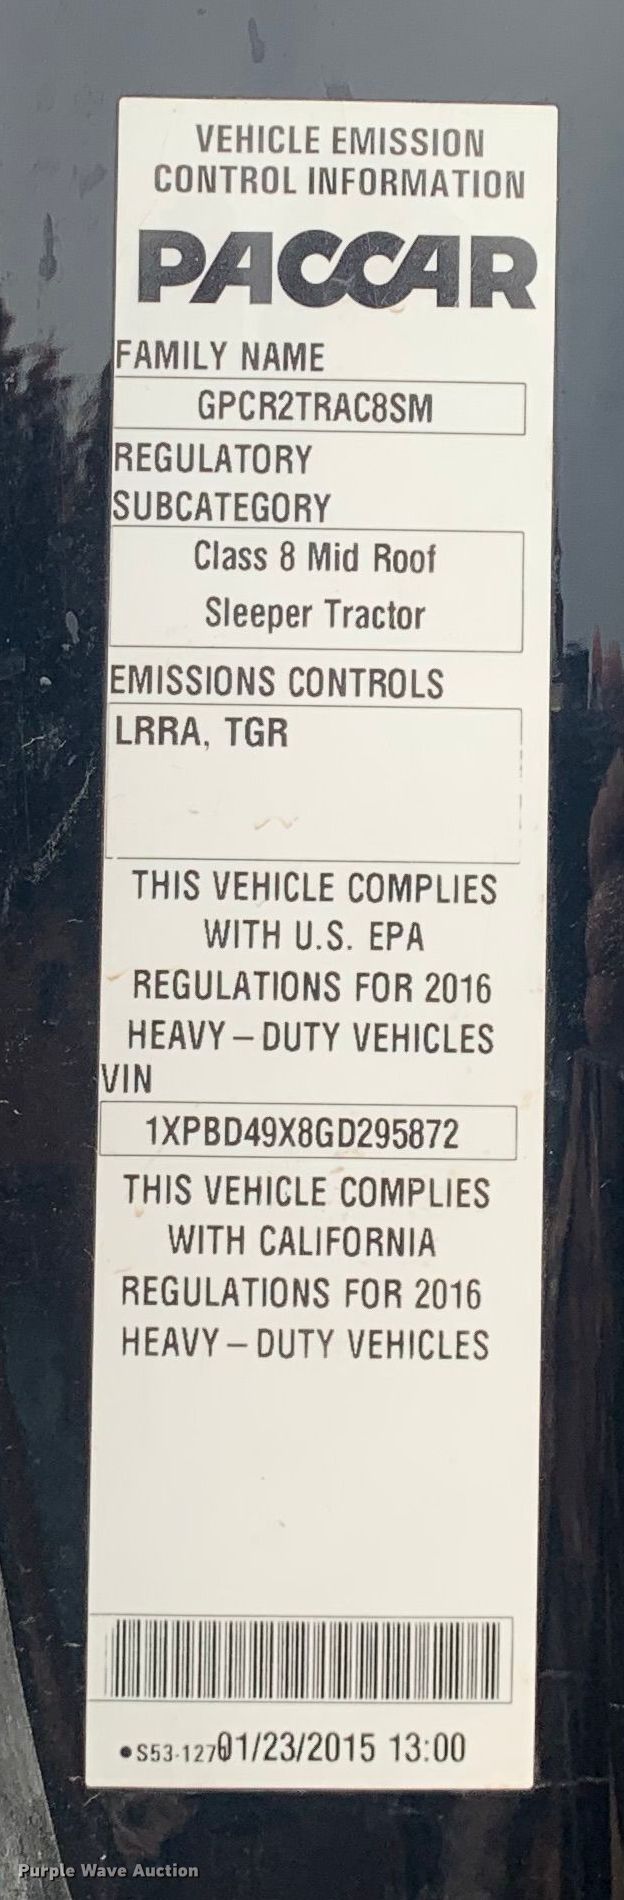 VEHICLE EMISSION
CONTROL INFORMATION
PACCAR
FAMILY NAME
GPCR2TRAC8SM
REGULATORY
SUBCATEGORY
Class 8 Mid Roof
Sleeper Tractor
EMISSIONS CONTROLS
LRRA, TGR
THIS VEHICLE COMPLIES
WITH U.S. EPA
REGULATIONS FOR 2016
HEAVY – DUTY VEHICLES
VIN
1XPBD49X8GD295872
THIS VEHICLE COMPLIES
WITH CALIFORNIA
REGULATIONS FOR 2016
HEAVY – DUTY VEHICLES
01/23/2015 13:00
Purple Wave Auction